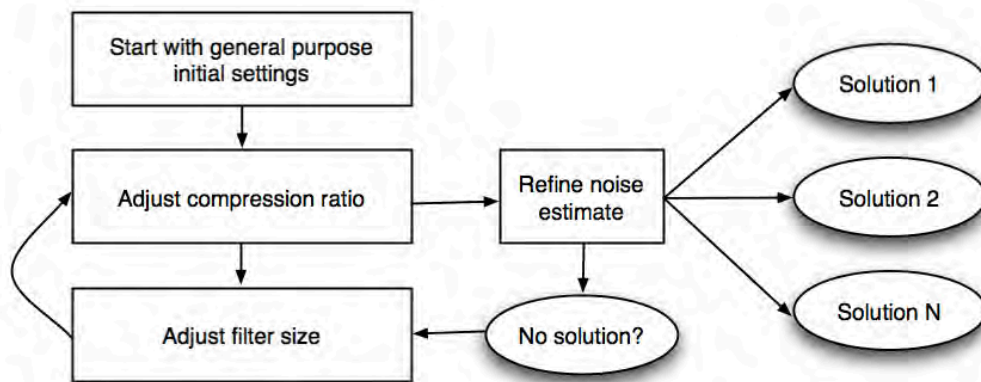 Start with general purpose
initial settings
Adjust compression ratio
Refine noise
estimate
Adjust filter size
No solution?
Solution 1
Solution 2
Solution N